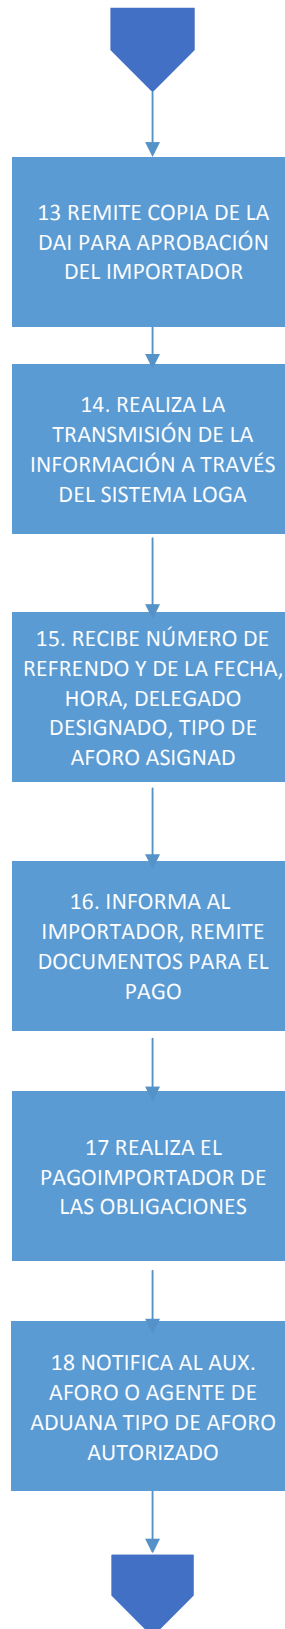 13 REMITE COPIA DE LA
DAI PARA APROBACIÓN
DEL IMPORTADOR
14. REALIZA LA
TRANSMISIÓN DE LA
INFORMACIÓN A TRAVÉS
DEL SISTEMA LOGA
15. RECIBE NÚMERO DE
REFRENDO Y DE LA FECHA,
HORA, DELEGADO
DESIGNADO, TIPO DE
AFORO ASIGNAD
16. INFORMA AL
IMPORTADOR, REMITE
DOCUMENTOS PARA EL
PAGO
17 REALIZA EL
PAGOIMPORTADOR DE
LAS OBLIGACIONES
18 NOTIFICA AL AUX.
AFORO O AGENTE DE
ADUANA TIPO DE AFORO
AUTORIZADO